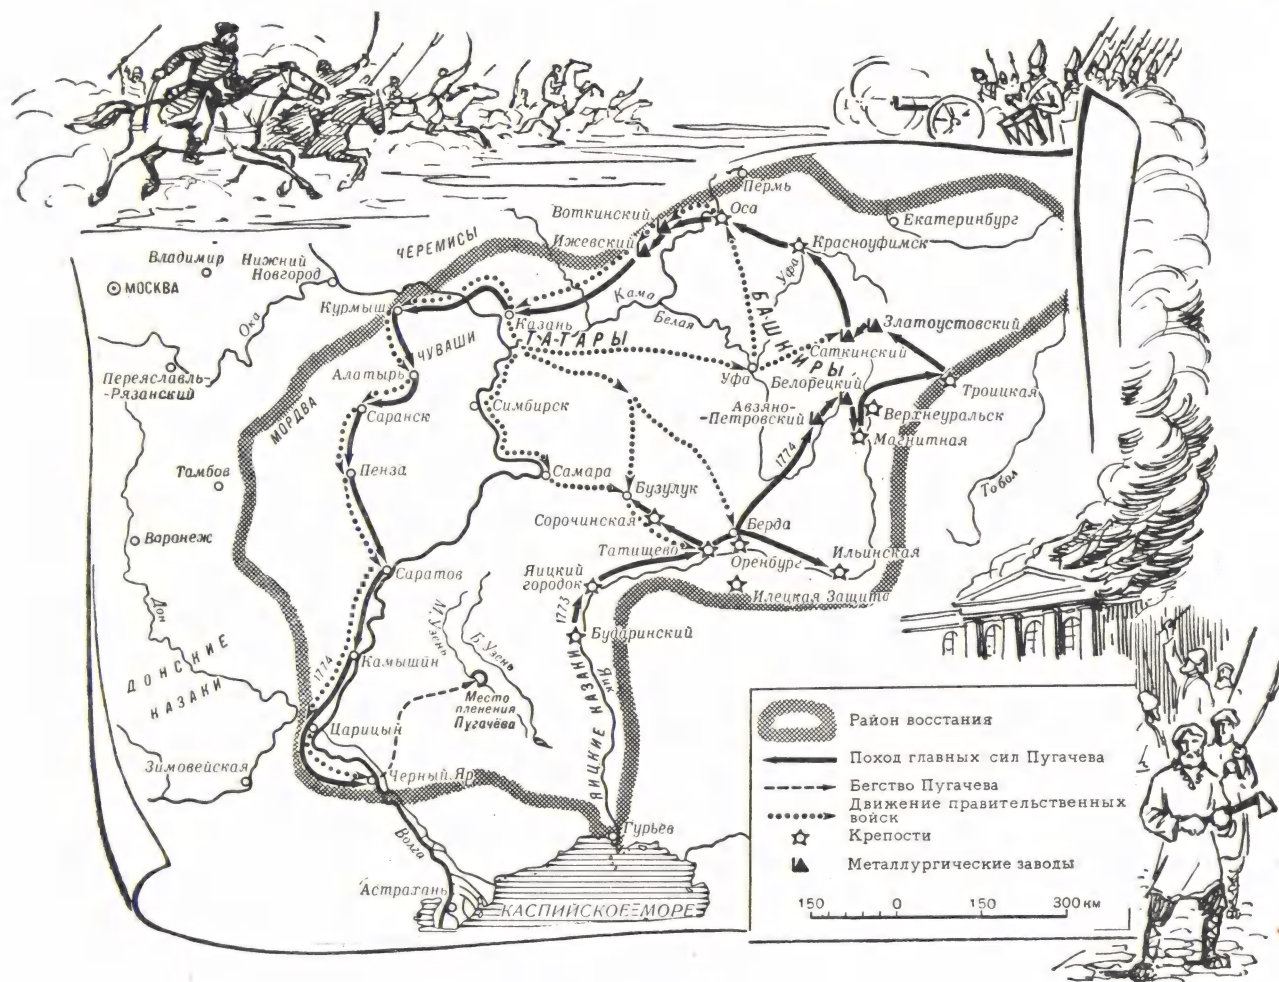 Пермь
Воткинский
Оса
Екатеринбург
Ижевский
Красноуфимск
ЧЕРЕМИСЫ
Владимир
Нижний
Новгород
Уфа
МОСКВА
Кама
Ока
Курмыш
Белая
БАШКИРЫ
Казань
ТАТАРЫ
Златоустовский
ЧУВАШИ
Саткинский
Переяславль-
-Рязанский
Алатырь
Уфа
Белорецкий
Троицкая
МОРДВА
Саранск
Симбирск
Авзяно-
-Петровский
Верхнеуральск
Магнитная
1774
Тамбов
Пенза
Самара
Тобол
Бузулук
Воронеж
Сорочинская
Берда
Татищево
Оренбург
Ильинская
Саратов
Яицкий
городок
Илецкая Защита
Дон
М.Узень
Б.Узень
1773
Бударинский
ДОНСКИЕ
КАЗАКИ
1774
Камышин
Яик
ЯИЦКИЕ КАЗАКИ
Место
пленения
Пугачёва
Царицын
Зимовейская
Черный Яр
Волга
Гурьев
Астрахань
КАСПИЙСКОЕ МОРЕ
Район восстания
Поход главных сил Пугачева
Бегство Пугачева
Движение правительственных
войск
Крепости
Металлургические заводы
150 0 150 300 км